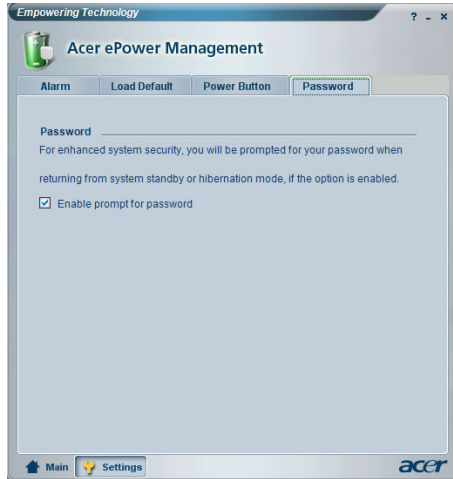 Empowering Technology
? - x
Acer ePower Management
Alarm Load Default Power Button Password
Password
For enhanced system security, you will be prompted for your password when
returning from system standby or hibernation mode, if the option is enabled.
Enable prompt for password
Main Settings acer